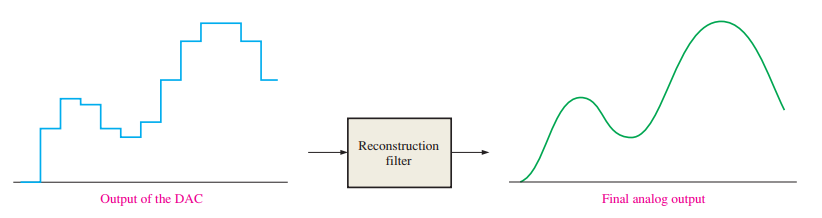 Reconstruction
filter
Output of the DAC
Final analog output